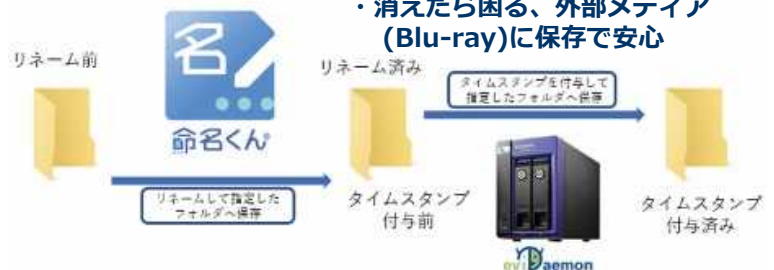 ・消えたら困る、外部メディア
(Blu-ray)に保存で安心
リネーム前
名
命名くん
リネーム済み
タイムスタンプを付与して
指定したフォルダへ保存
リネームして指定した
フォルダへ保存
タイムスタンプ
付与前
タイムスタンプ
付与済み
eviDaemon